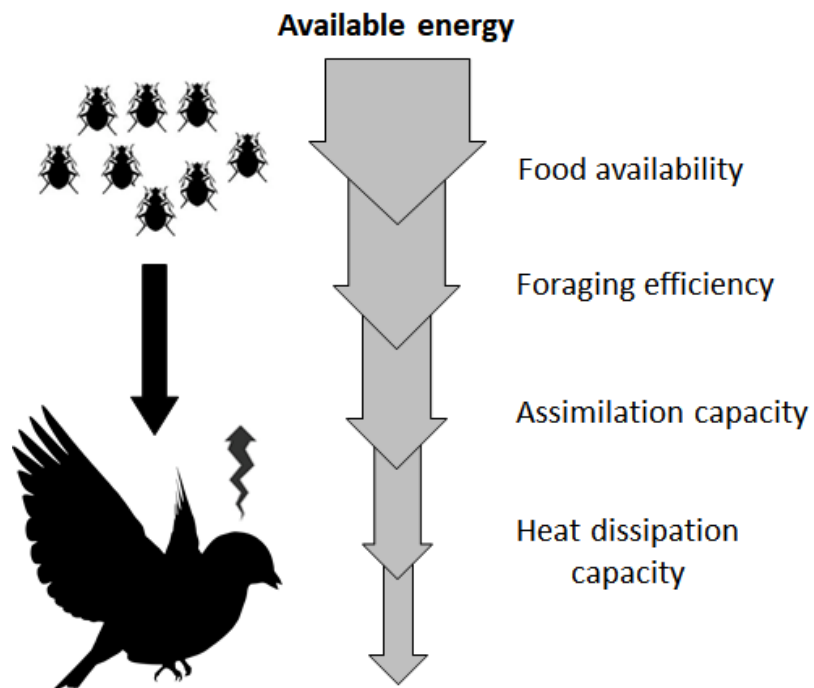 Available energy
Food availability
Foraging efficiency
Assimilation capacity
Heat dissipation
capacity